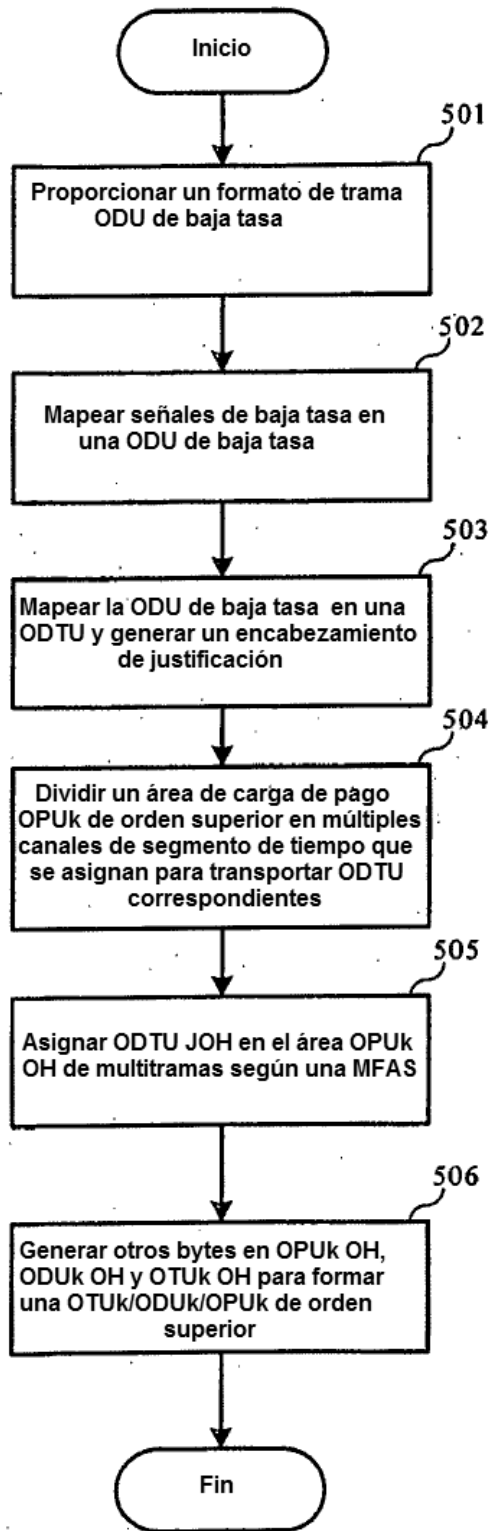 Inicio
501
Proporcionar un formato de trama
ODU de baja tasa
502
Mapear señales de baja tasa en
una ODU de baja tasa
503
Mapear la ODU de baja tasa en una
ODTU y generar un encabezamiento
de justificación
504
Dividir un área de carga de pago
OPUk de orden superior en múltiples
canales de segmento de tiempo que
se asignan para transportar ODTU
correspondientes
505
Asignar ODTU JOH en el área OPUk
OH de multitramas según una MFAS
506
Generar otros bytes en OPUk OH,
ODUk OH y OTUk OH para formar
una OTUk/ODUk/OPUk de orden
superior
Fin